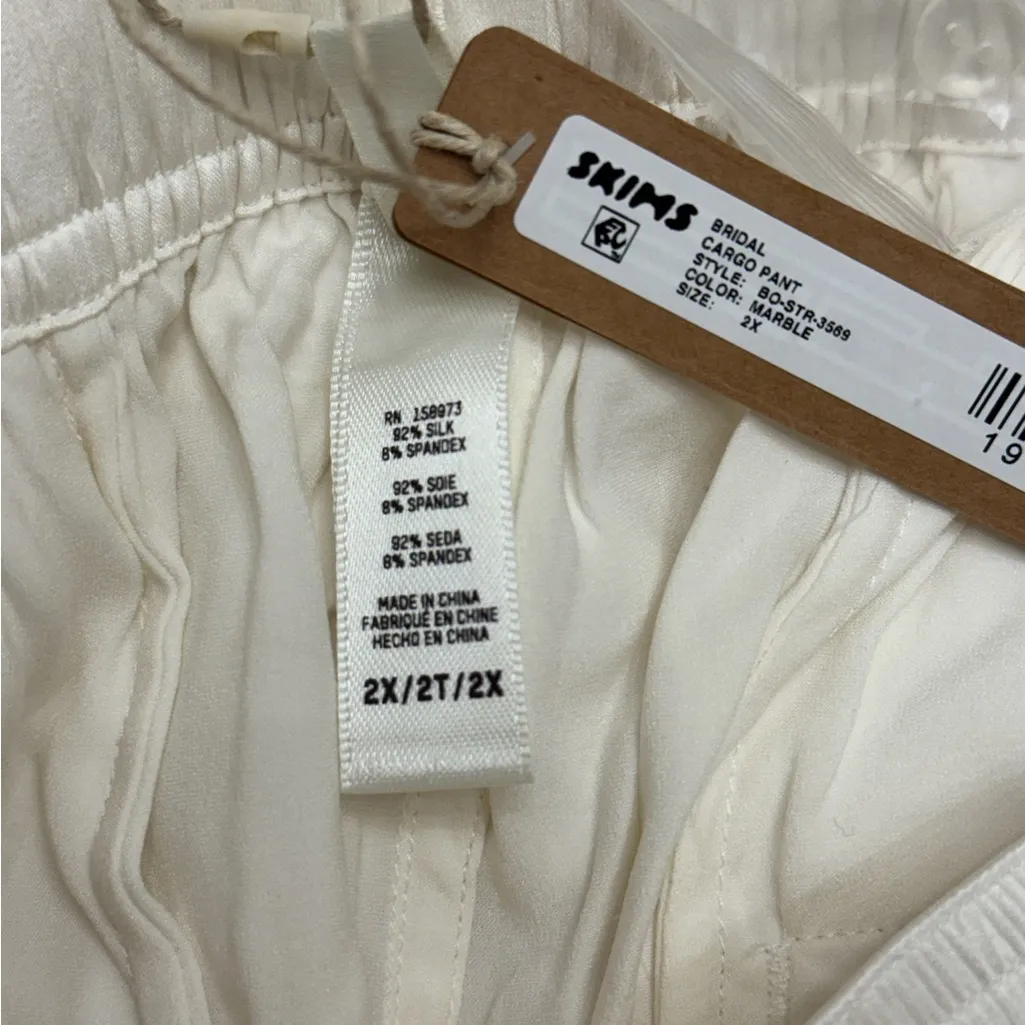 SKIMS
BRIDAL
CARGO PANT
STYLE: BO-STR-3569
COLOR: MARBLE
SIZE: 2X
19
RN 158973
92% SILK
8% SPANDEX
92% SOIE
8% SPANDEX
92% SEDA
8% SPANDEX
MADE IN CHINA
FABRIQUÉ EN CHINE
HECHO EN CHINA
2X/2T/2X